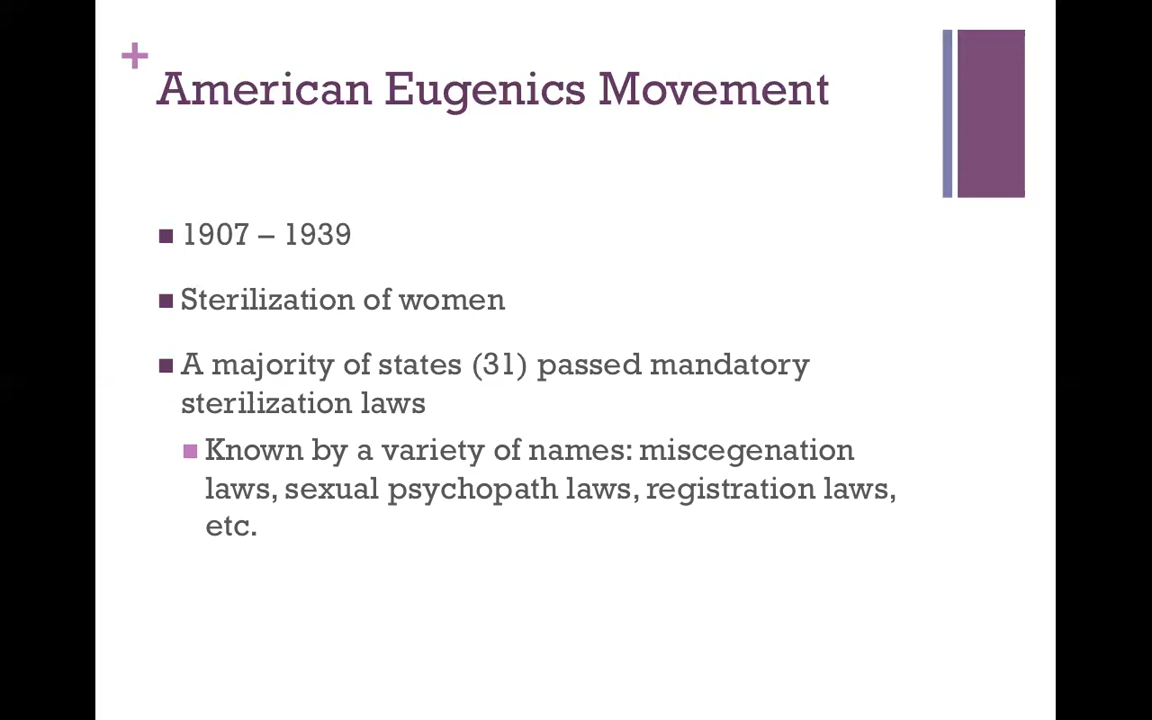 +
American Eugenics Movement
1907 – 1939
Sterilization of women
A majority of states (31) passed mandatory
sterilization laws
Known by a variety of names: miscegenation
laws, sexual psychopath laws, registration laws,
etc.